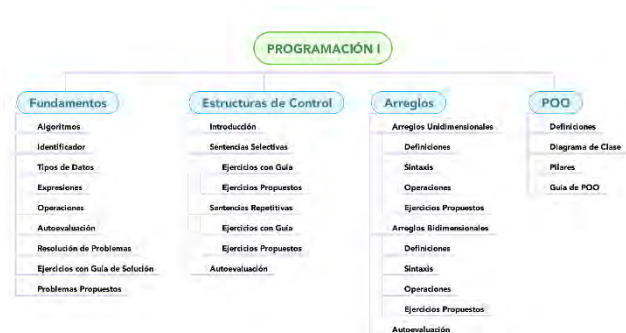 PROGRAMACIÓN I
Fundamentos
Algoritmos
Identificador
Tipos de Datos
Expresiones
Operaciones
Autoevaluación
Resolución de Problemas
Ejercicios con Guía de Solución
Problemas Propuestos
Estructuras de Control
Introducción
Sentencias Selectivas
Ejercicios con Guía
Ejercicios Propuestos
Sentencias Repetitivas
Ejercicios con Guía
Ejercicios Propuestos
Autoevaluación
Arreglos
Arreglos Unidimensionales
Definiciones
Sintaxis
Operaciones
Ejercicios Propuestos
Arreglos Bidimensionales
Definiciones
Sintaxis
Operaciones
Ejercicios Propuestos
Autoevaluación
POO
Definiciones
Diagrama de Clase
Pilares
Guía de POO